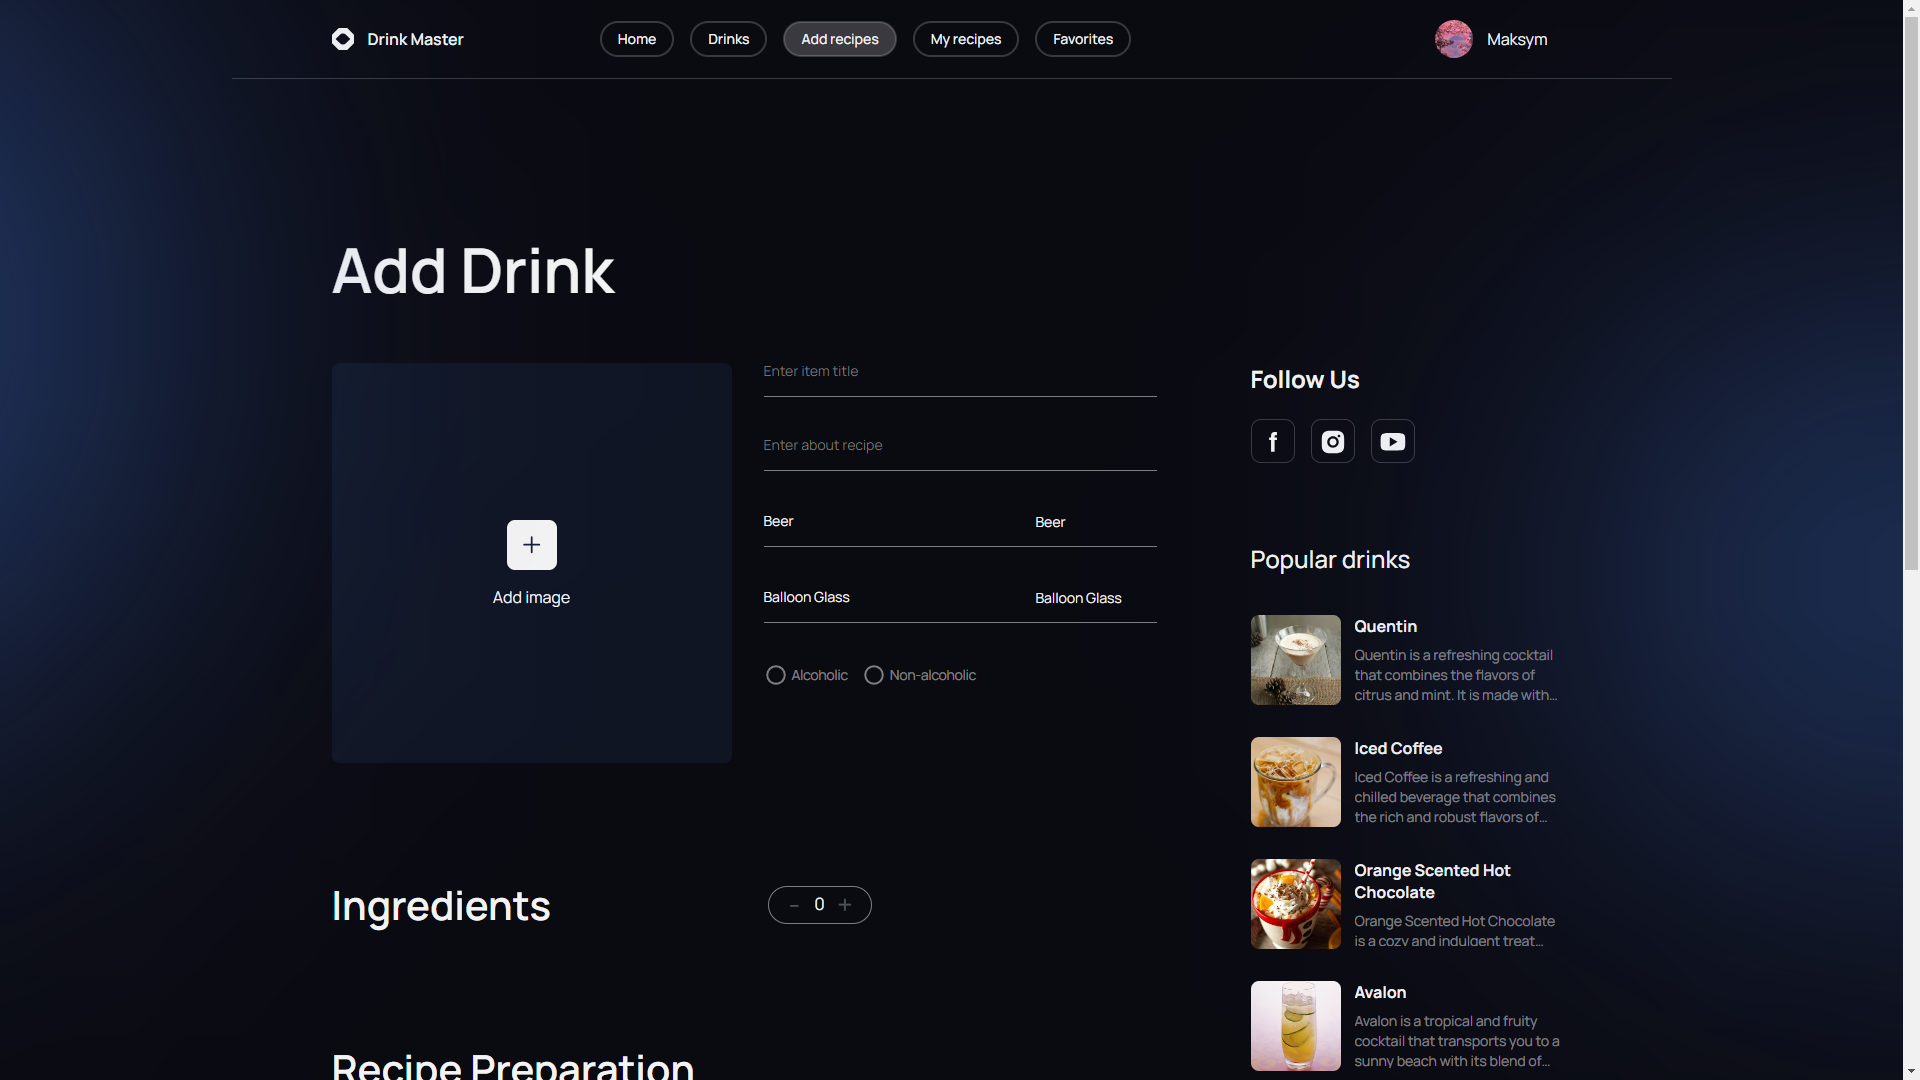 Drink Master
Home
Drinks
Add recipes
My recipes
Favorites
Maksym
Add Drink
Add image
Enter item title
Enter about recipe
Beer
Beer
Balloon Glass
Balloon Glass
Alcoholic
Non-alcoholic
Follow Us
Popular drinks
Quentin
Quentin is a refreshing cocktail
that combines the flavors of
citrus and mint. It is made with...
Iced Coffee
Iced Coffee is a refreshing and
chilled beverage that combines
the rich and robust flavors of...
Orange Scented Hot
Chocolate
Orange Scented Hot Chocolate
is a cozy and indulgent treat...
Avalon
Avalon is a tropical and fruity
cocktail that transports you to a
sunny beach with its blend of...
Ingredients
– 0 +
Recipe Preparation